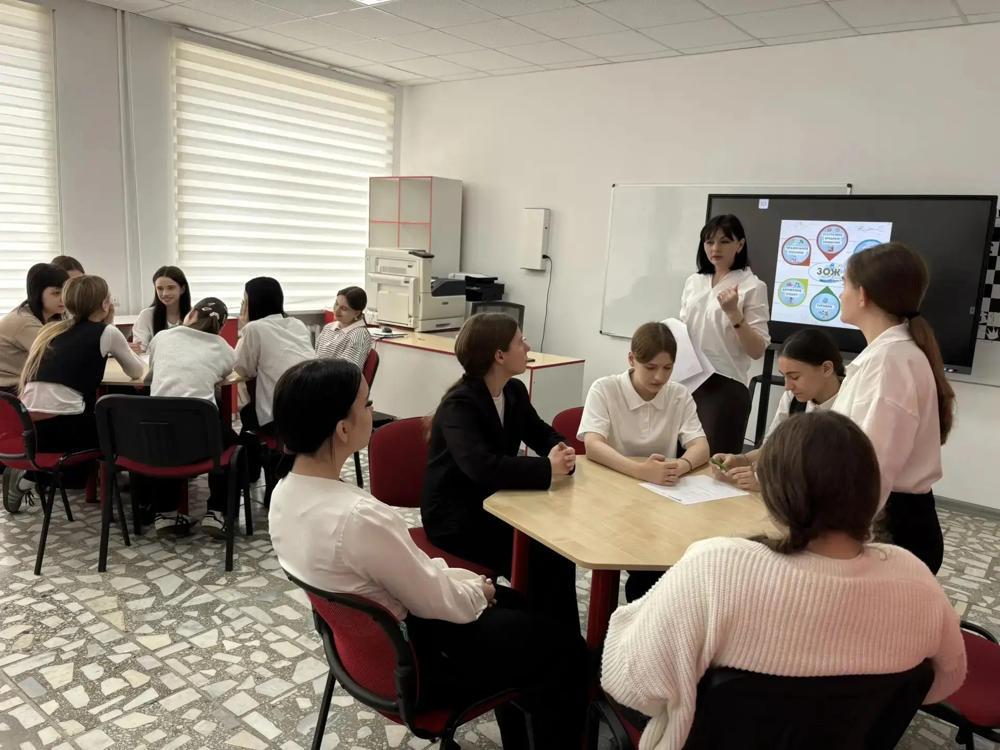 ОТСУТСТВИЕ
ВРЕДНЫХ
ПРИВЫЧЕК
ПРАВИЛЬНОЕ
ПИТАНИЕ
ЗОЖ
ДВИЖЕНИЕ,
СПОРТ
ГИГИЕНА